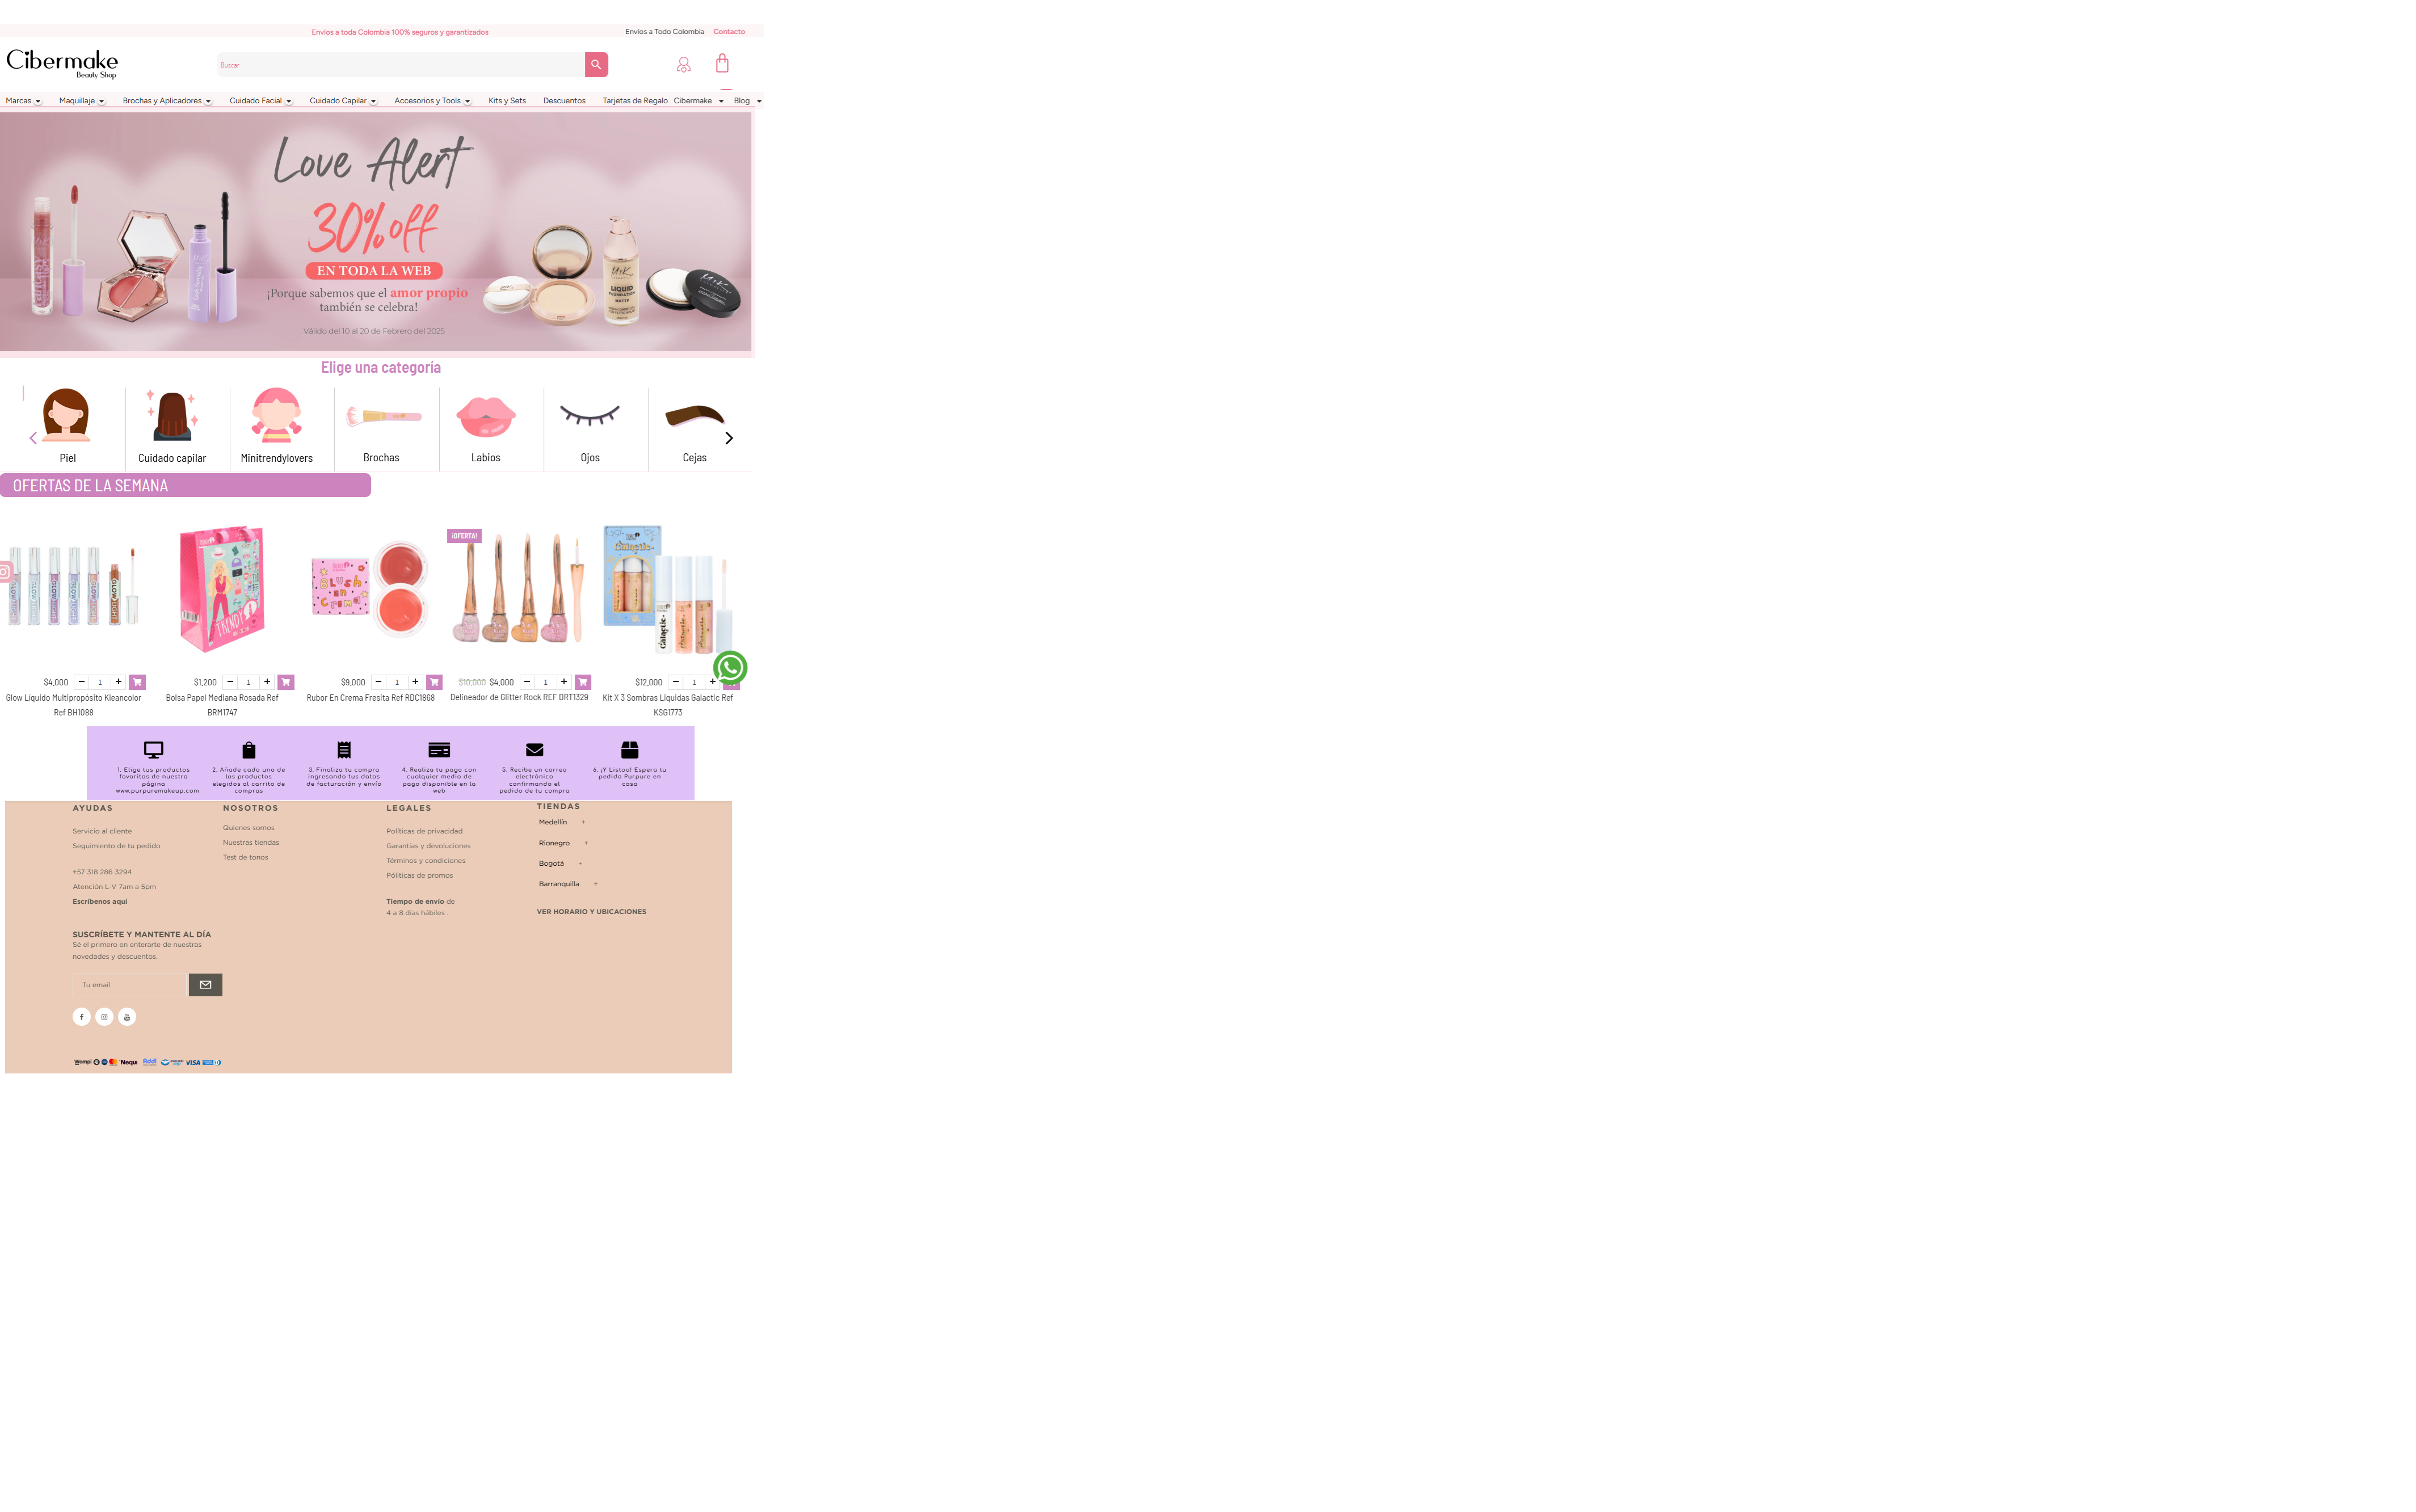 Envíos a toda Colombia 100% seguros y garantizados
Envíos a Todo Colombia Contacto
Cibermake
Beauty Shop
Buscar
Marcas Maquillaje Brochas y Aplicadores Cuidado Facial Cuidado Capilar Accesorios y Tools Kits y Sets Descuentos Tarjetas de Regalo Cibermake Blog
Love Alert
30% off
EN TODA LA WEB
¡Porque sabemos que el amor propio
también se celebra!
Válido del 10 al 20 de Febrero del 2025
LIQUID
FOUNDATION
MATTE
Elige una categoría
Piel Cuidado capilar Minitrendylovers Brochas Labios Ojos Cejas
OFERTAS DE LA SEMANA
¡OFERTA!
TRENDY
Blush
en
Crema
Galactic
$4,000 1
$1,200 1
$9,000 1
$10,000 $4,000 1
$12,000 1
Glow Líquido Multipropósito Kleancolor
Ref BH1088
Bolsa Papel Mediana Rosada Ref
BRM1747
Rubor En Crema Fresita Ref RDC1868
Delineador de Glitter Rock REF DRT1329
Kit X 3 Sombras Liquidas Galactic Ref
KSG1773
1. Elige tus productos
favoritos de nuestra
página
www.purpuremakeup.com
2. Añade cada uno de
los productos
elegidos al carrito de
compras
3. Finaliza tu compra
ingresando tus datos
de facturación y envío
4. Realiza tu pago con
cualquier medio de
pago disponible en la
web
5. Recibe un correo
electrónico
confirmando el
pedido de tu compra
6. ¡Y Listoo! Espera tu
pedido Purpure en
casa
AYUDAS
Servicio al cliente
Seguimiento de tu pedido
+57 318 286 3294
Atención L-V 7am a 5pm
Escríbenos aquí
NOSOTROS
Quienes somos
Nuestras tiendas
Test de tonos
LEGALES
Políticas de privacidad
Garantías y devoluciones
Términos y condiciones
Póliticas de promos
Tiempo de envío de
4 a 8 días hábiles .
TIENDAS
Medellín +
Rionegro +
Bogotá +
Barranquilla +
VER HORARIO Y UBICACIONES
SUSCRÍBETE Y MANTENTE AL DÍA
Sé el primero en enterarte de nuestras
novedades y descuentos.
Tu email
Wompi Nequi Addi VISA